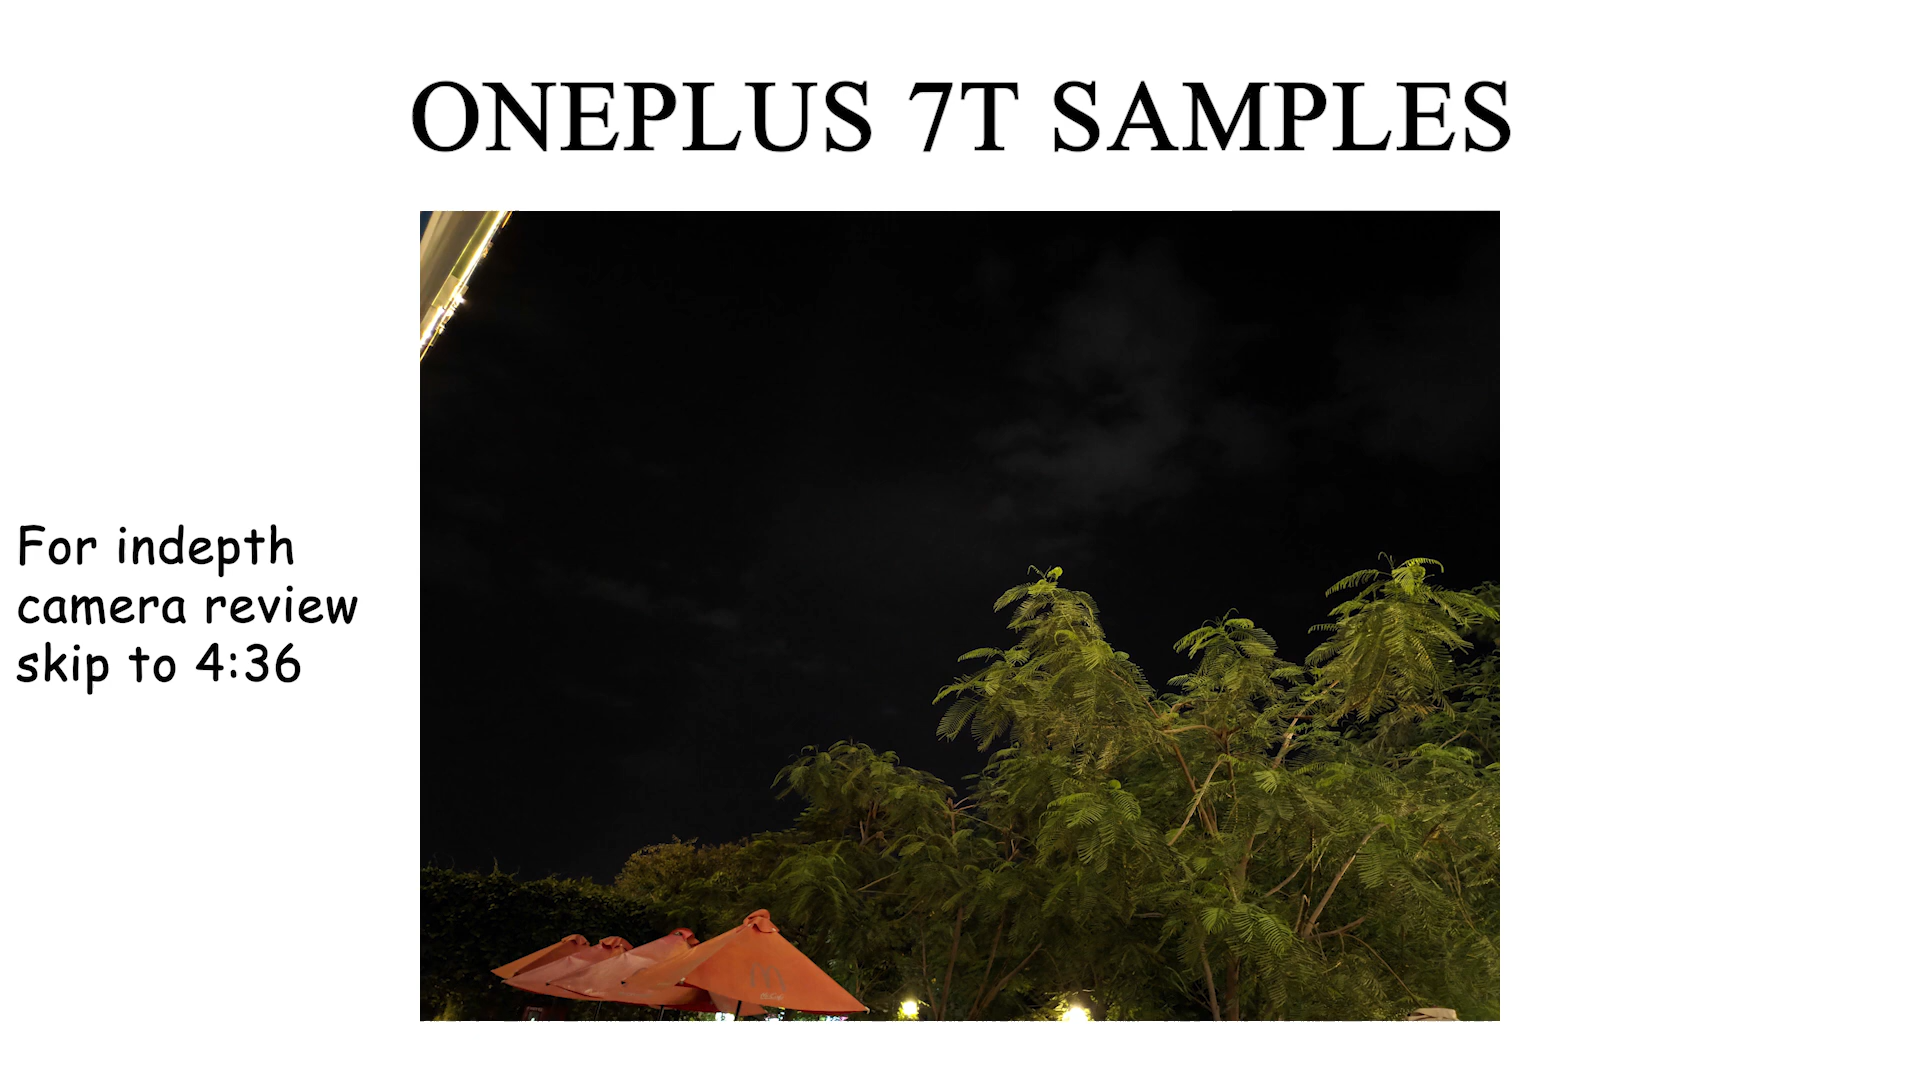 ONEPLUS 7T SAMPLES
For indepth
camera review
skip to 4:36